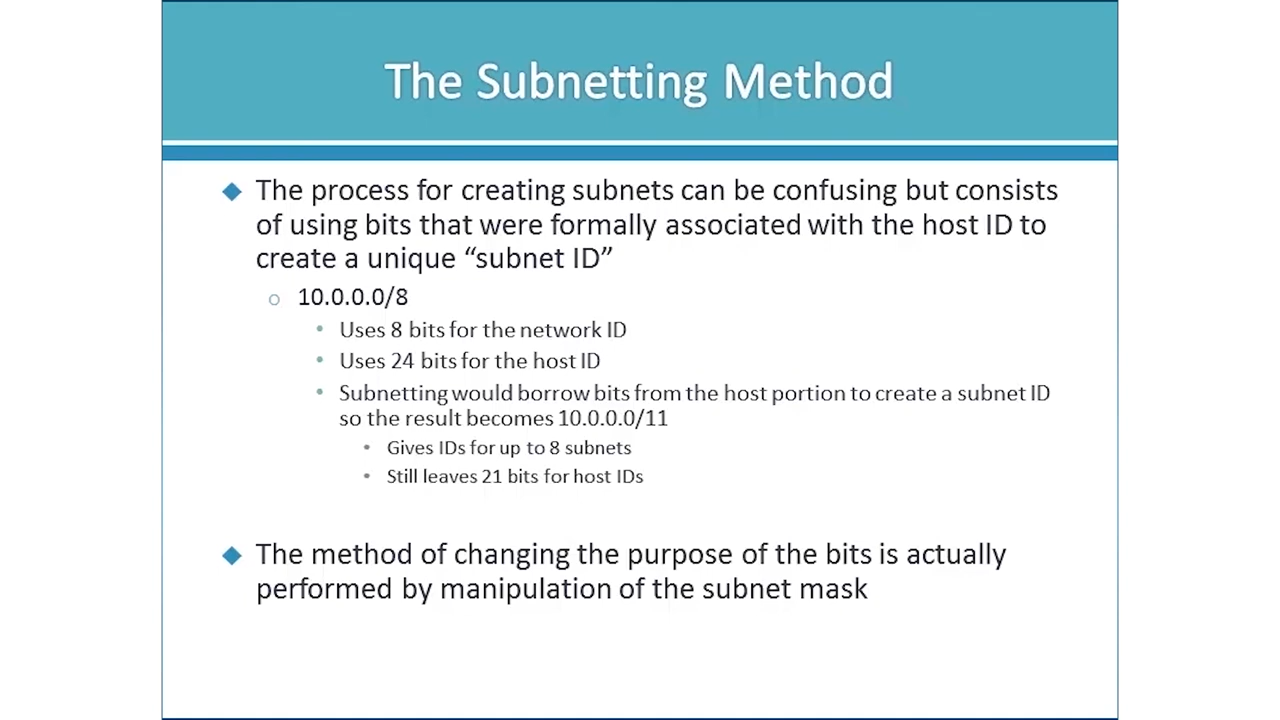 The Subnetting Method
The process for creating subnets can be confusing but consists
of using bits that were formally associated with the host ID to
create a unique “subnet ID”
10.0.0.0/8
Uses 8 bits for the network ID
Uses 24 bits for the host ID
Subnetting would borrow bits from the host portion to create a subnet ID
so the result becomes 10.0.0.0/11
Gives IDs for up to 8 subnets
Still leaves 21 bits for host IDs
The method of changing the purpose of the bits is actually
performed by manipulation of the subnet mask